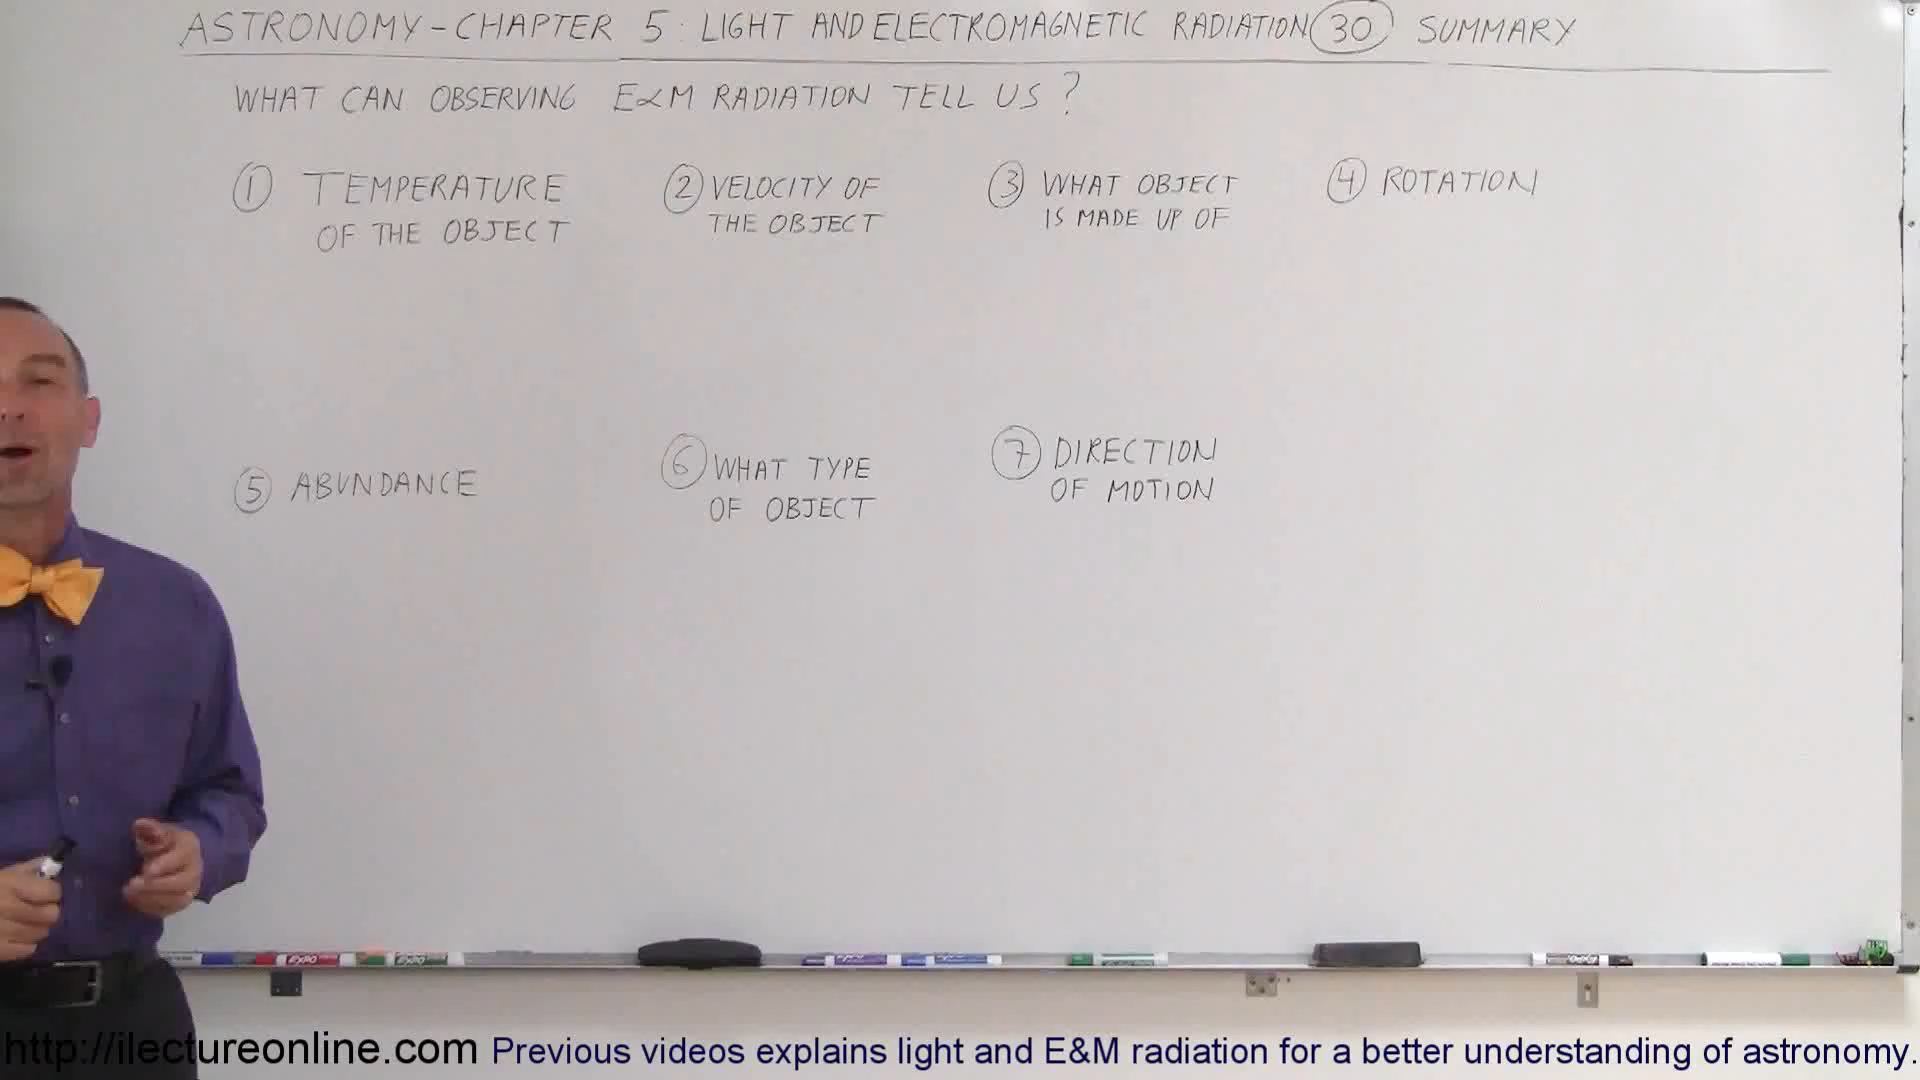 ASTRONOMY - CHAPTER 5 : LIGHT AND ELECTROMAGNETIC RADIATION 30 SUMMARY
WHAT CAN OBSERVING E&M RADIATION TELL US ?
1 TEMPERATURE
OF THE OBJECT
2 VELOCITY OF
THE OBJECT
3 WHAT OBJECT
IS MADE UP OF
4 ROTATION
5 ABUNDANCE
6 WHAT TYPE
OF OBJECT
7 DIRECTION
OF MOTION
EXPO
EXPO
http://ilectureonline.com Previous videos explains light and E&M radiation for a better understanding of astronomy.